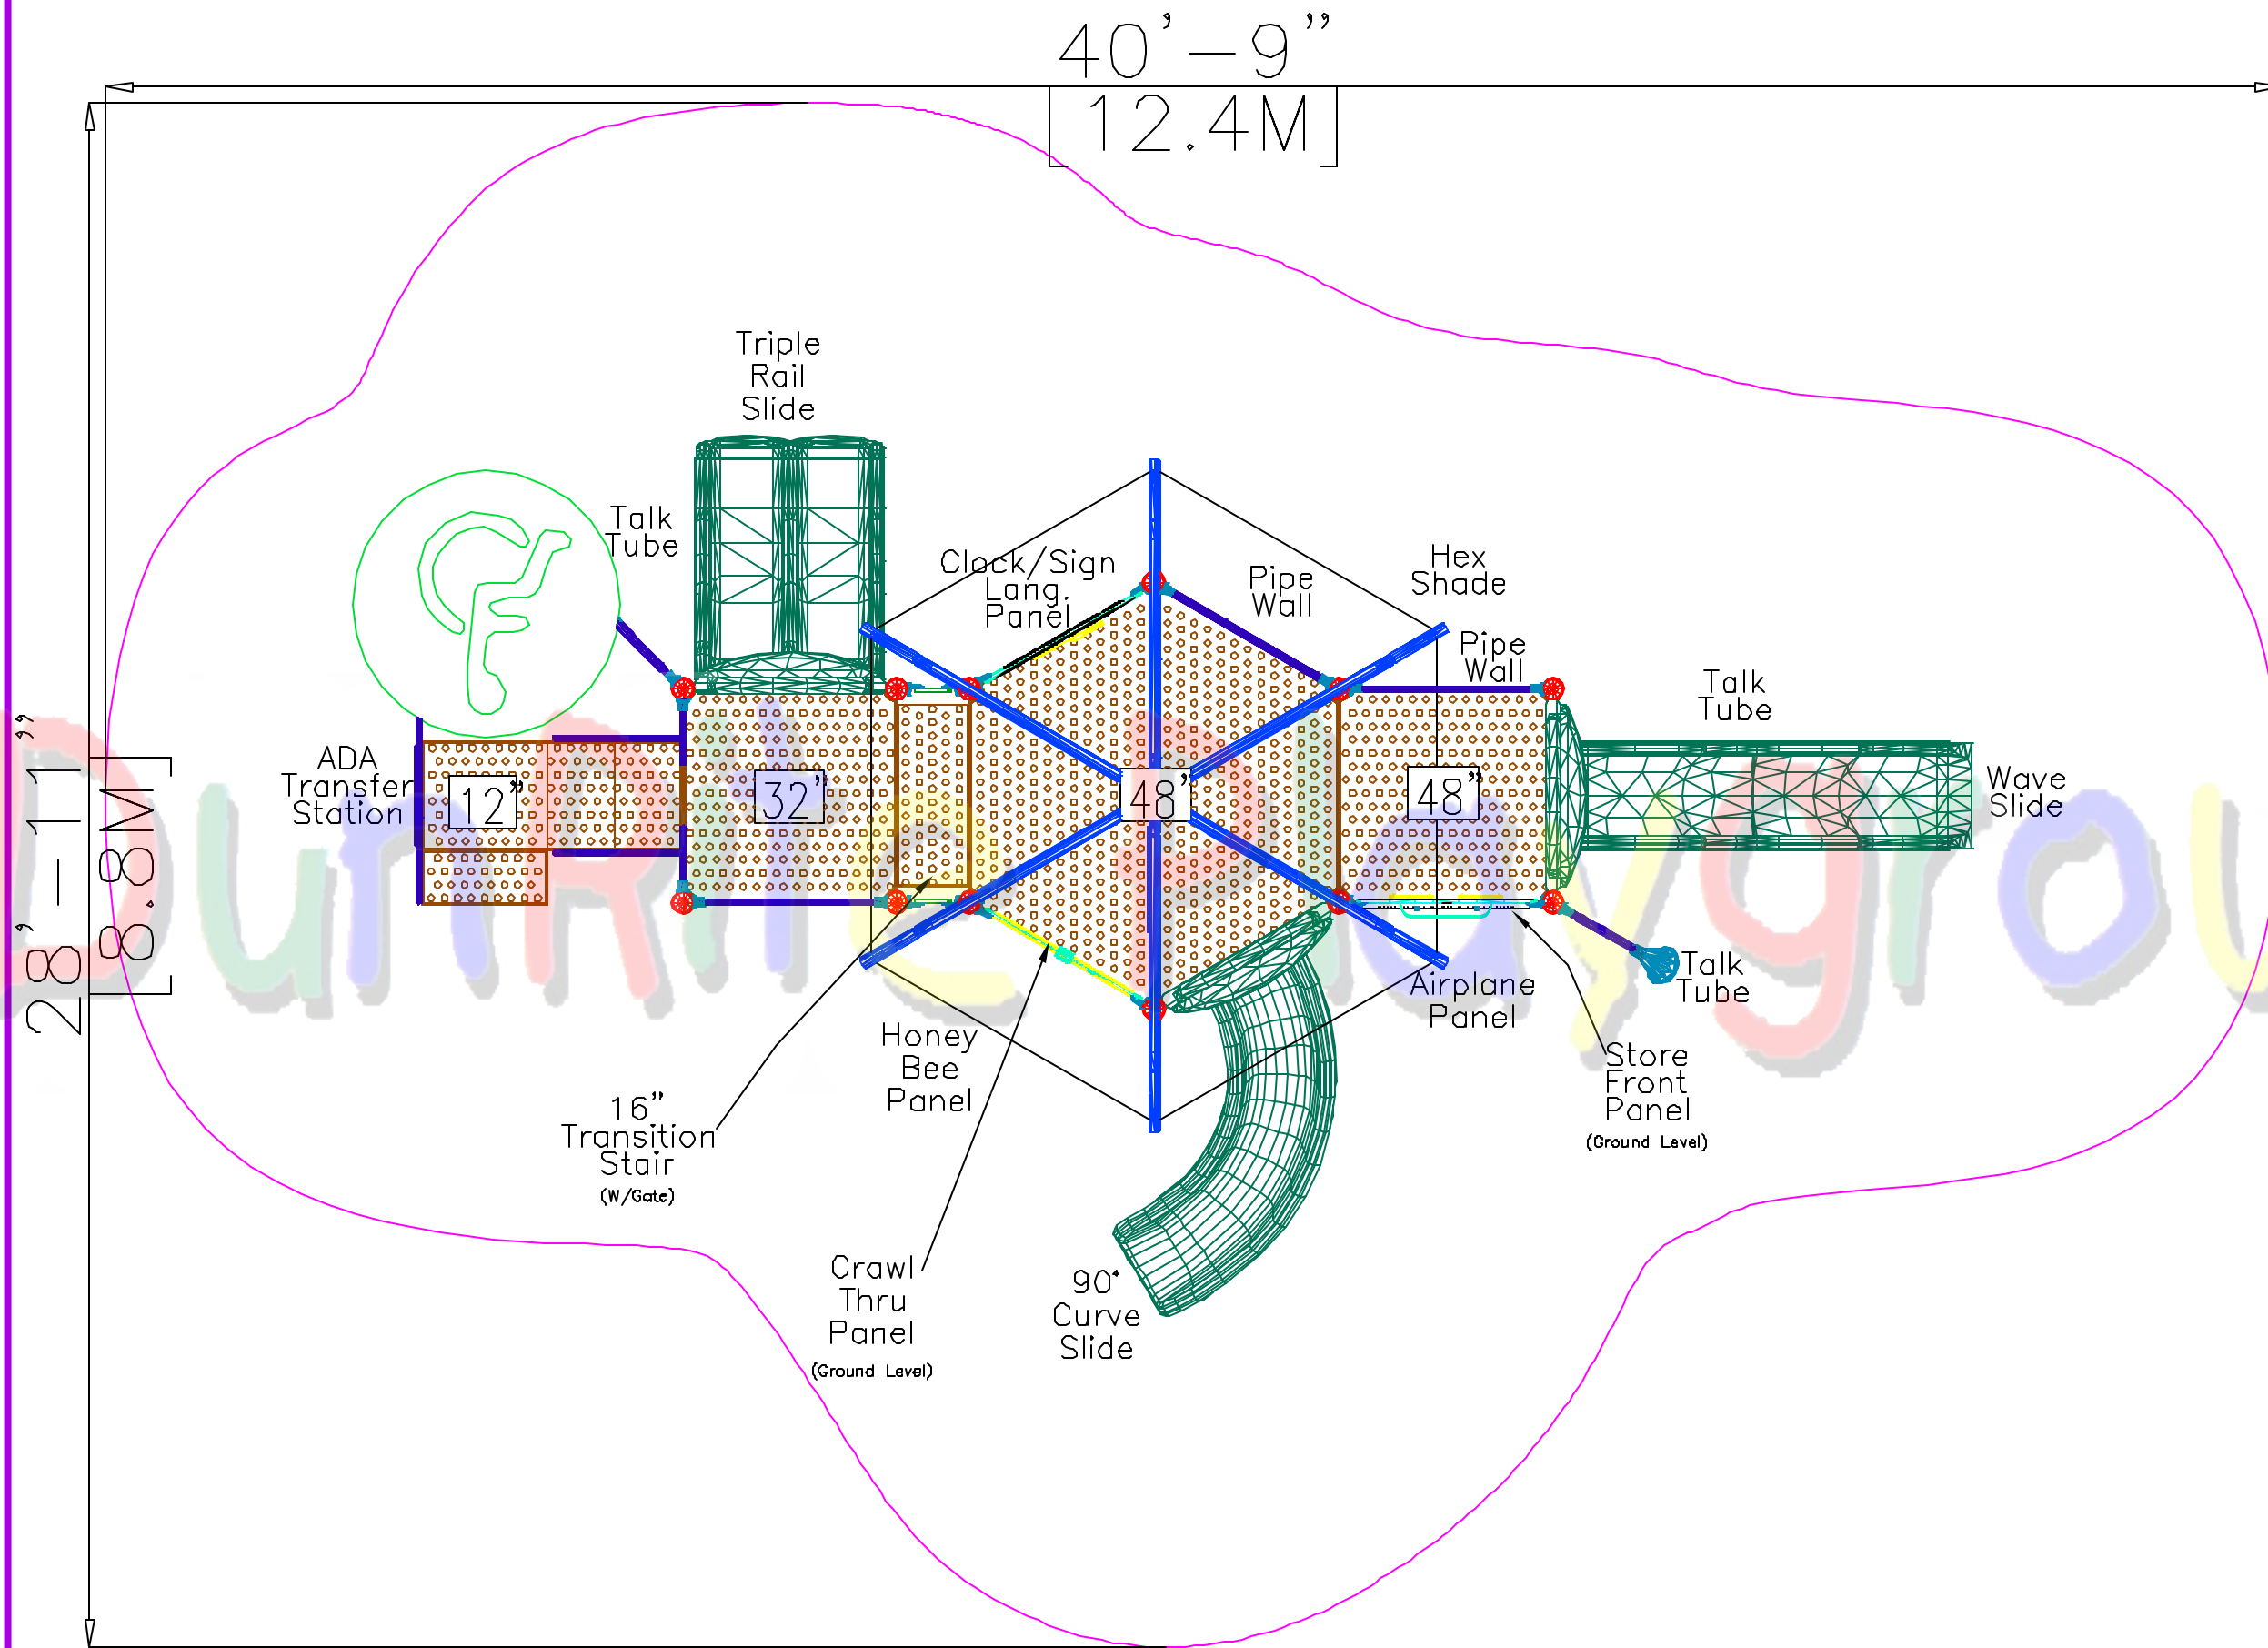 40'-9"
[12.4M]
28'-11"
[8.8M]
Triple
Rail
Slide
Talk
Tube
Clock/Sign
Lang.
Panel
Pipe
Wall
Hex
Shade
Pipe
Wall
Talk
Tube
ADA
Transfer
Station
12"
32"
48"
48"
Wave
Slide
Talk
Tube
Airplane
Panel
Store
Front
Panel
(Ground Level)
Honey
Bee
Panel
16"
Transition
Stair
(W/Gate)
Crawl
Thru
Panel
(Ground Level)
90°
Curve
Slide
DunRite Playgrou